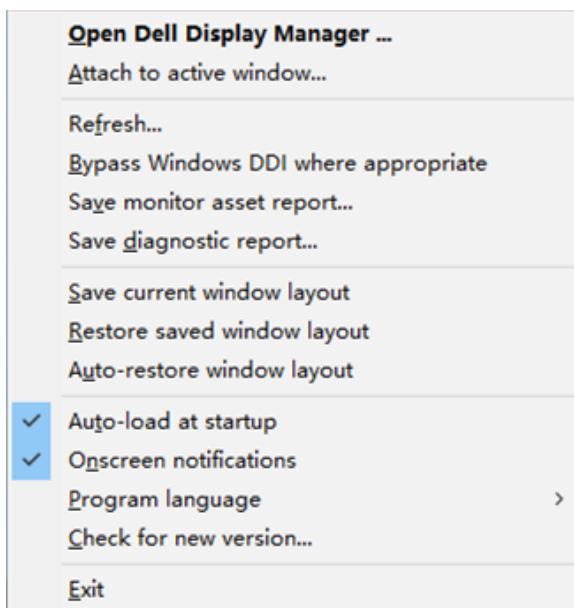 Open Dell Display Manager ...
Attach to active window...
Refresh...
Bypass Windows DDI where appropriate
Save monitor asset report...
Save diagnostic report...
Save current window layout
Restore saved window layout
Auto-restore window layout
Auto-load at startup
Onscreen notifications
Program language
Check for new version...
Exit